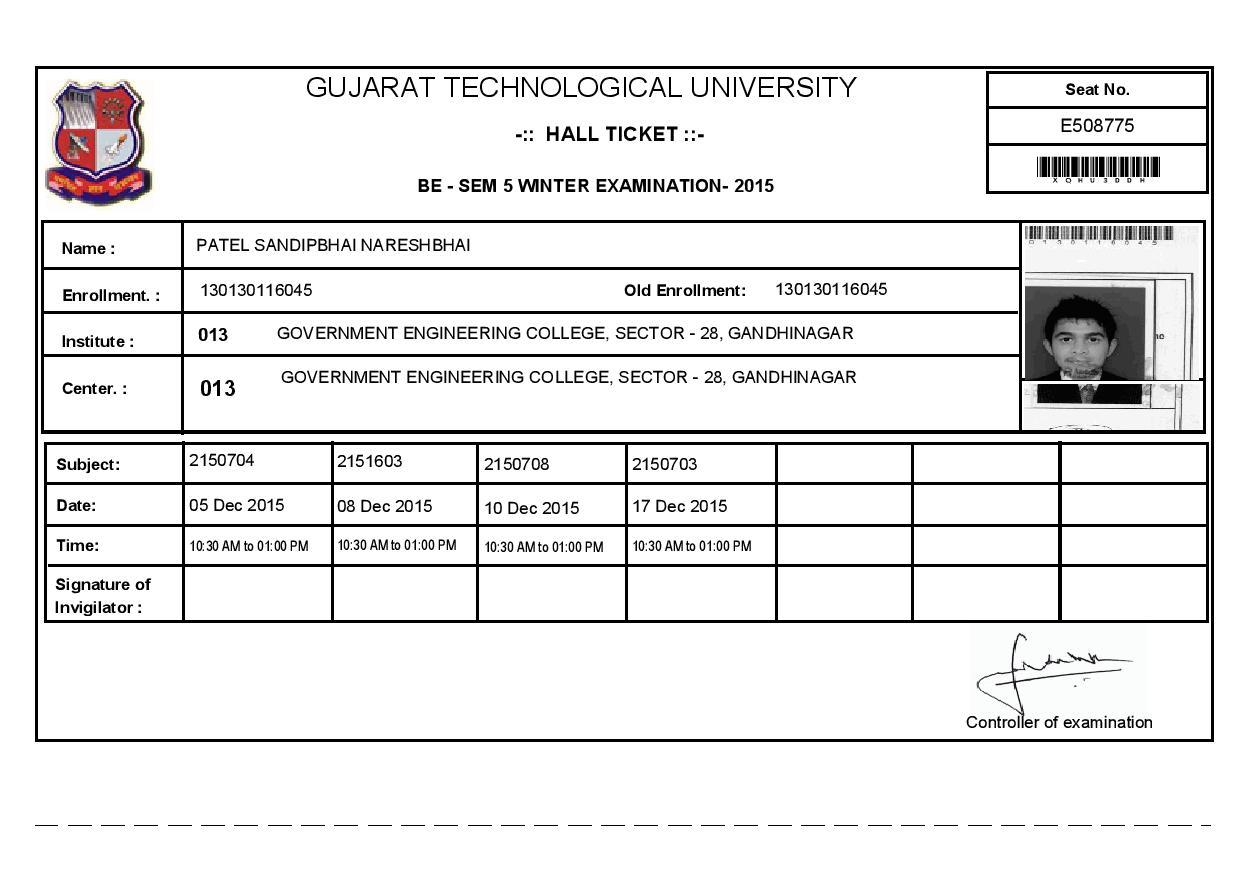 GUJARAT TECHNOLOGICAL UNIVERSITY
-:: HALL TICKET ::-
BE - SEM 5 WINTER EXAMINATION- 2015
Seat No.
E508775
XQHU3DDH
Name : PATEL SANDIPBHAI NARESHBHAI
Enrollment. : 130130116045 Old Enrollment: 130130116045
Institute : 013 GOVERNMENT ENGINEERING COLLEGE, SECTOR - 28, GANDHINAGAR
Center. : 013 GOVERNMENT ENGINEERING COLLEGE, SECTOR - 28, GANDHINAGAR
Subject: 2150704 2151603 2150708 2150703
Date: 05 Dec 2015 08 Dec 2015 10 Dec 2015 17 Dec 2015
Time: 10:30 AM to 01:00 PM 10:30 AM to 01:00 PM 10:30 AM to 01:00 PM 10:30 AM to 01:00 PM
Signature of
Invigilator :
Controller of examination